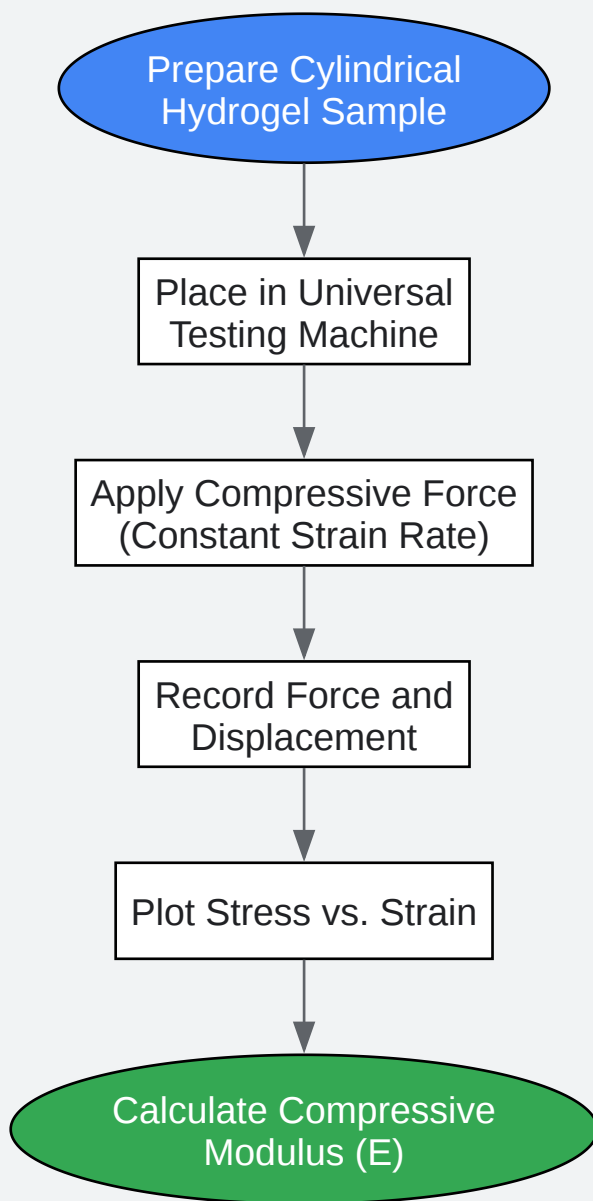 Prepare Cylindrical
Hydrogel Sample
Place in Universal
Testing Machine
Apply Compressive Force
(Constant Strain Rate)
Record Force and
Displacement
Plot Stress vs. Strain
Calculate Compressive
Modulus (E)